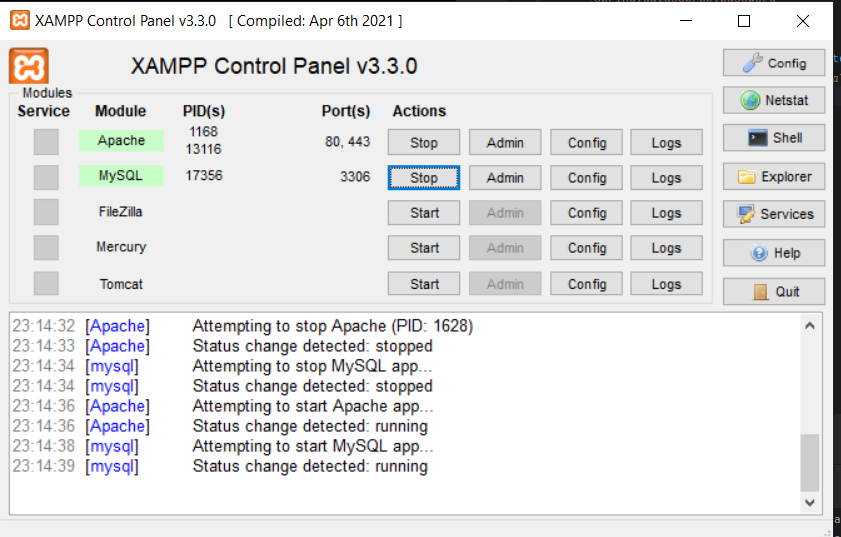 XAMPP Control Panel v3.3.0 [ Compiled: Apr 6th 2021 ]
XAMPP Control Panel v3.3.0
Config
Modules
Service Module PID(s) Port(s) Actions
Netstat
Apache 1168 13116 80, 443 Stop Admin Config Logs
Shell
MySQL 17356 3306 Stop Admin Config Logs
Explorer
FileZilla Start Admin Config Logs
Services
Mercury Start Admin Config Logs
Help
Tomcat Start Admin Config Logs
Quit
23:14:32 [Apache] Attempting to stop Apache (PID: 1628)
23:14:33 [Apache] Status change detected: stopped
23:14:34 [mysql] Attempting to stop MySQL app...
23:14:34 [mysql] Status change detected: stopped
23:14:36 [Apache] Attempting to start Apache app...
23:14:36 [Apache] Status change detected: running
23:14:38 [mysql] Attempting to start MySQL app...
23:14:39 [mysql] Status change detected: running